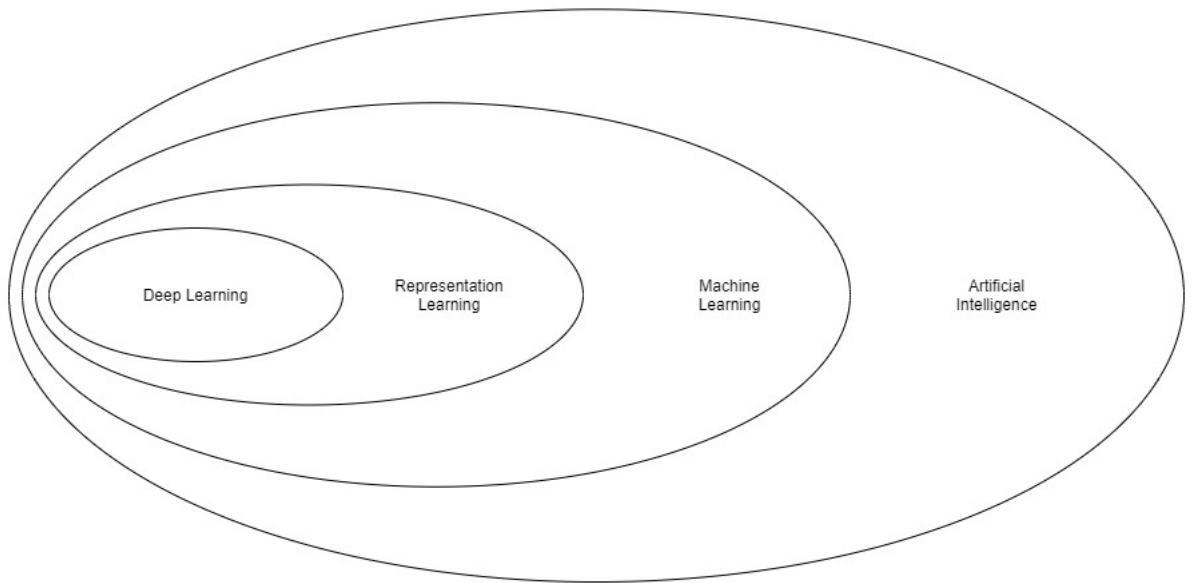 Deep Learning
Representation
Learning
Machine
Learning
Artificial
Intelligence